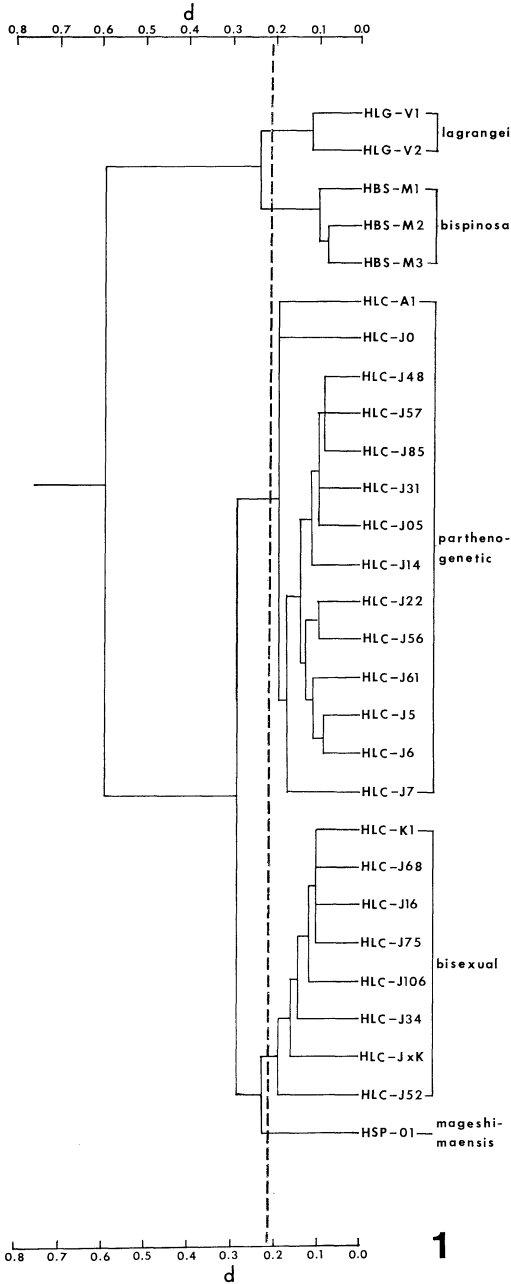 d
0.8 0.7 0.6 0.5 0.4 0.3 0.2 0.1 0.0
HLG-V1
lagrangei
HLG-V2
HBS-M1
HBS-M2
bispinosa
HBS-M3
HLC-A1
HLC-J0
HLC-J48
HLC-J57
HLC-J85
HLC-J31
HLC-J05
partheno-
genetic
HLC-J14
HLC-J22
HLC-J56
HLC-J61
HLC-J5
HLC-J6
HLC-J7
HLC-K1
HLC-J68
HLC-J16
HLC-J75
bisexual
HLC-J106
HLC-J34
HLC-JxK
HLC-J52
mageshi-
maensis
HSP-01
0.8 0.7 0.6 0.5 0.4 0.3 0.2 0.1 0.0
d
1